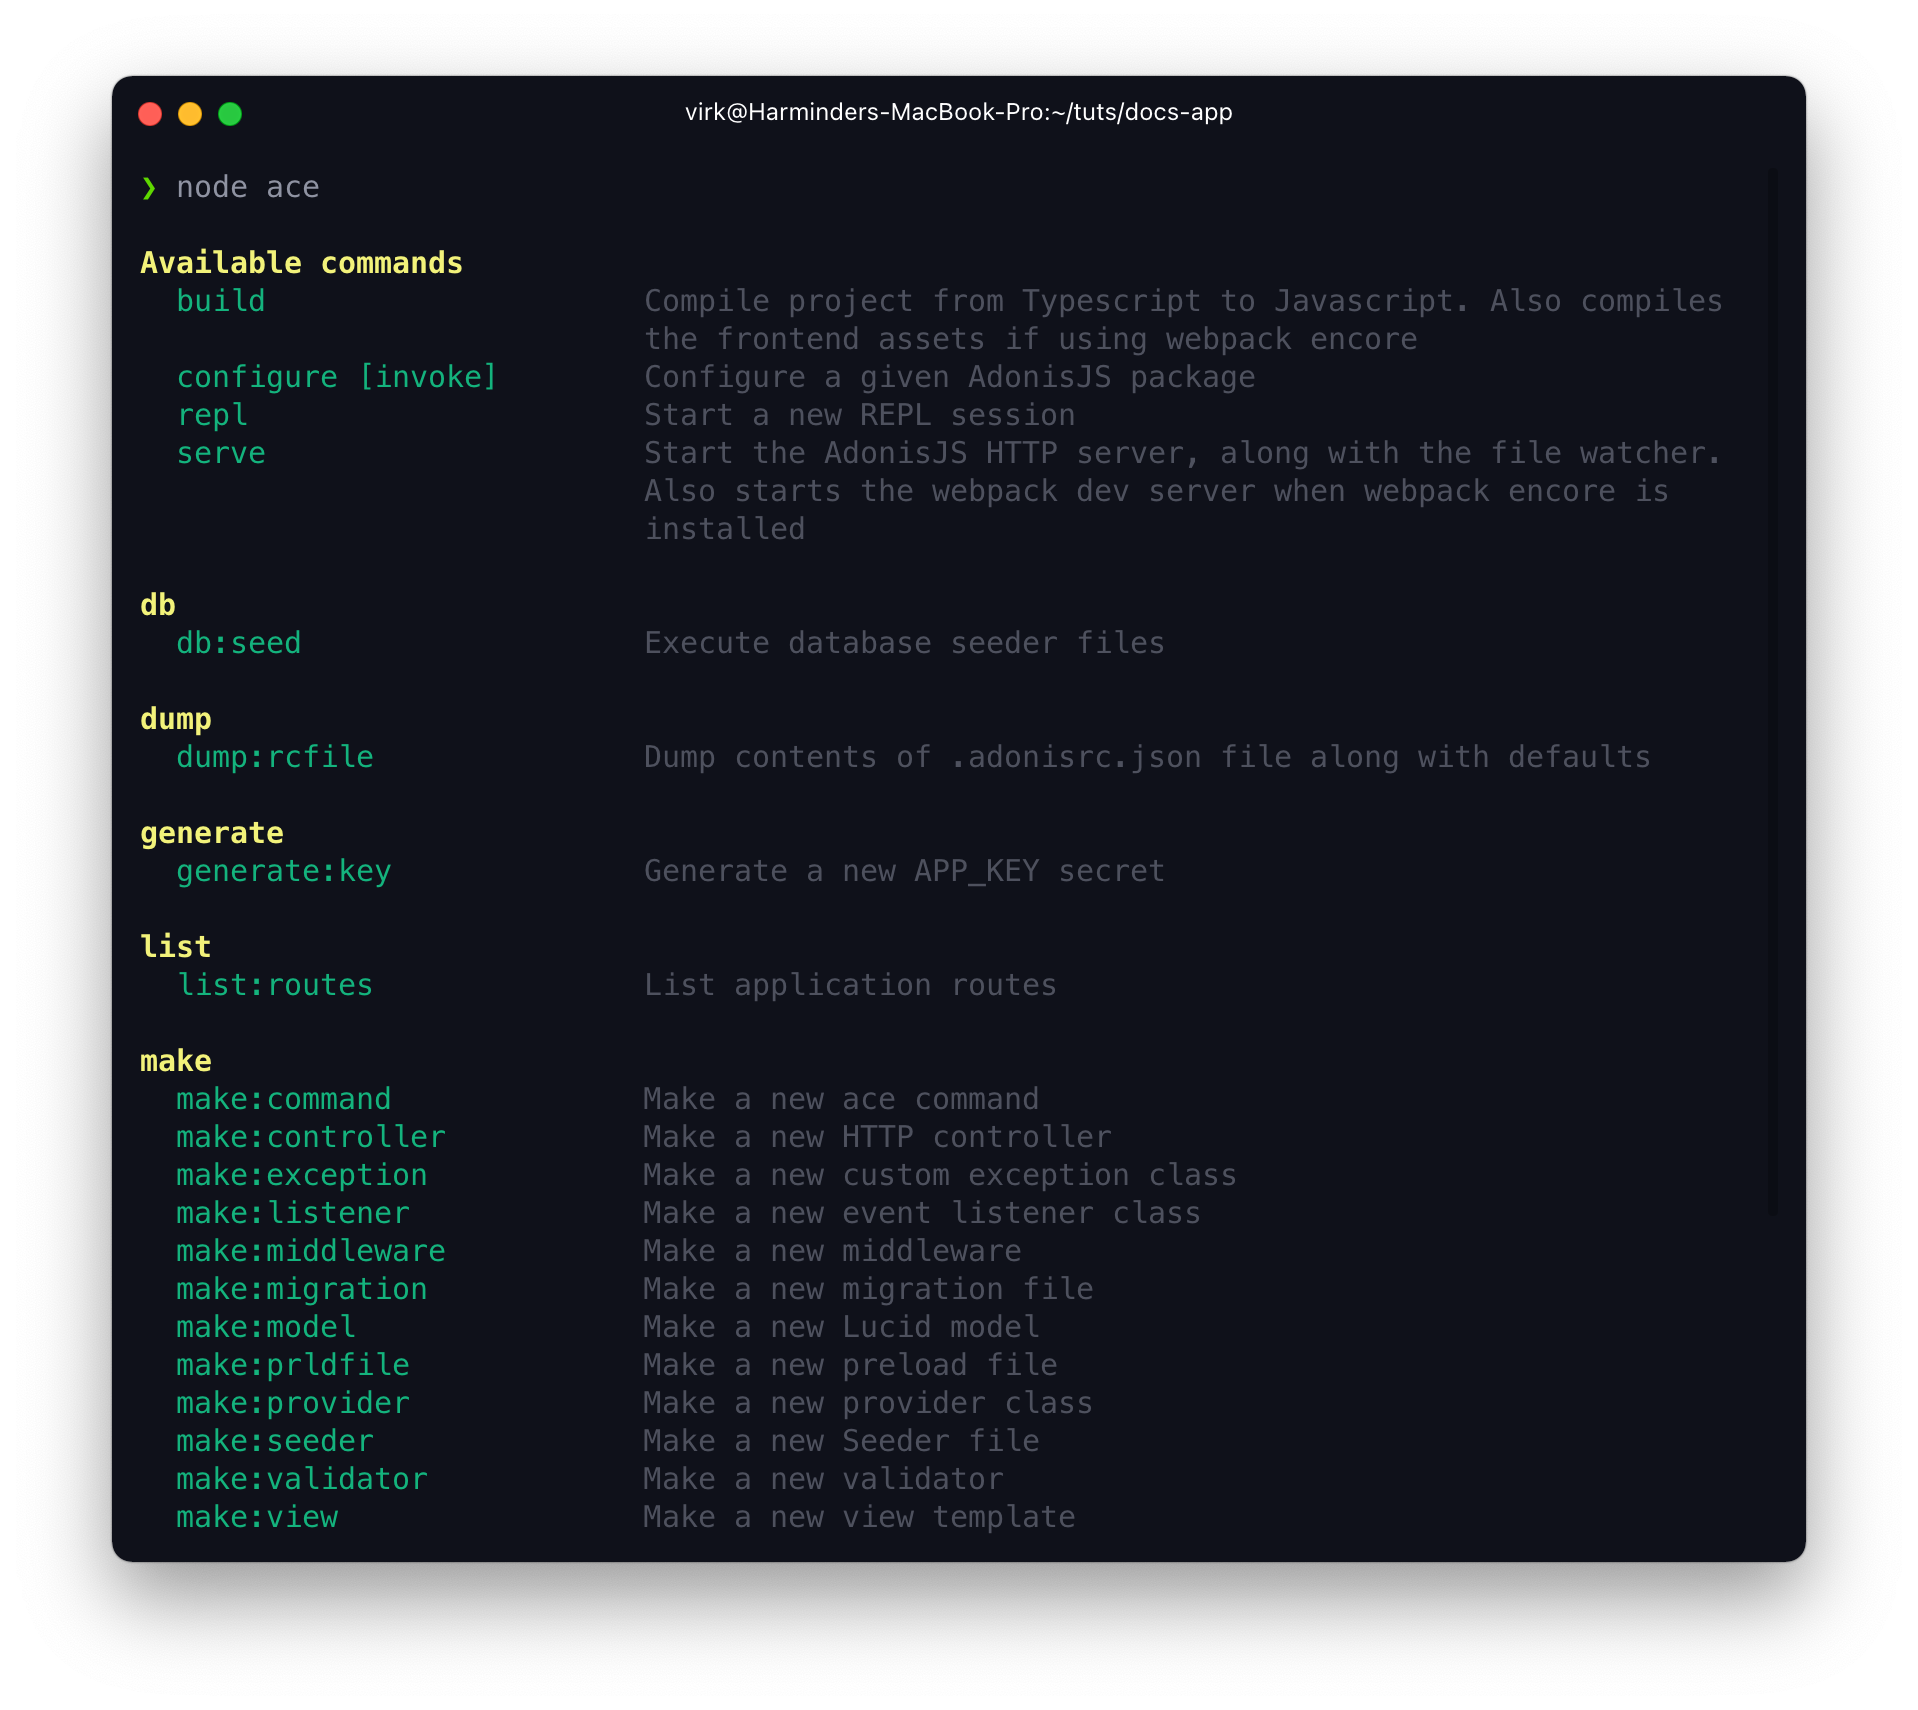 virk@Harminders-MacBook-Pro:~/tuts/docs-app
❯ node ace
Available commands
build Compile project from Typescript to Javascript. Also compiles
the frontend assets if using webpack encore
configure [invoke] Configure a given AdonisJS package
repl Start a new REPL session
serve Start the AdonisJS HTTP server, along with the file watcher.
Also starts the webpack dev server when webpack encore is
installed
db
db:seed Execute database seeder files
dump
dump:rcfile Dump contents of .adonisrc.json file along with defaults
generate
generate:key Generate a new APP_KEY secret
list
list:routes List application routes
make
make:command Make a new ace command
make:controller Make a new HTTP controller
make:exception Make a new custom exception class
make:listener Make a new event listener class
make:middleware Make a new middleware
make:migration Make a new migration file
make:model Make a new Lucid model
make:prldfile Make a new preload file
make:provider Make a new provider class
make:seeder Make a new Seeder file
make:validator Make a new validator
make:view Make a new view template